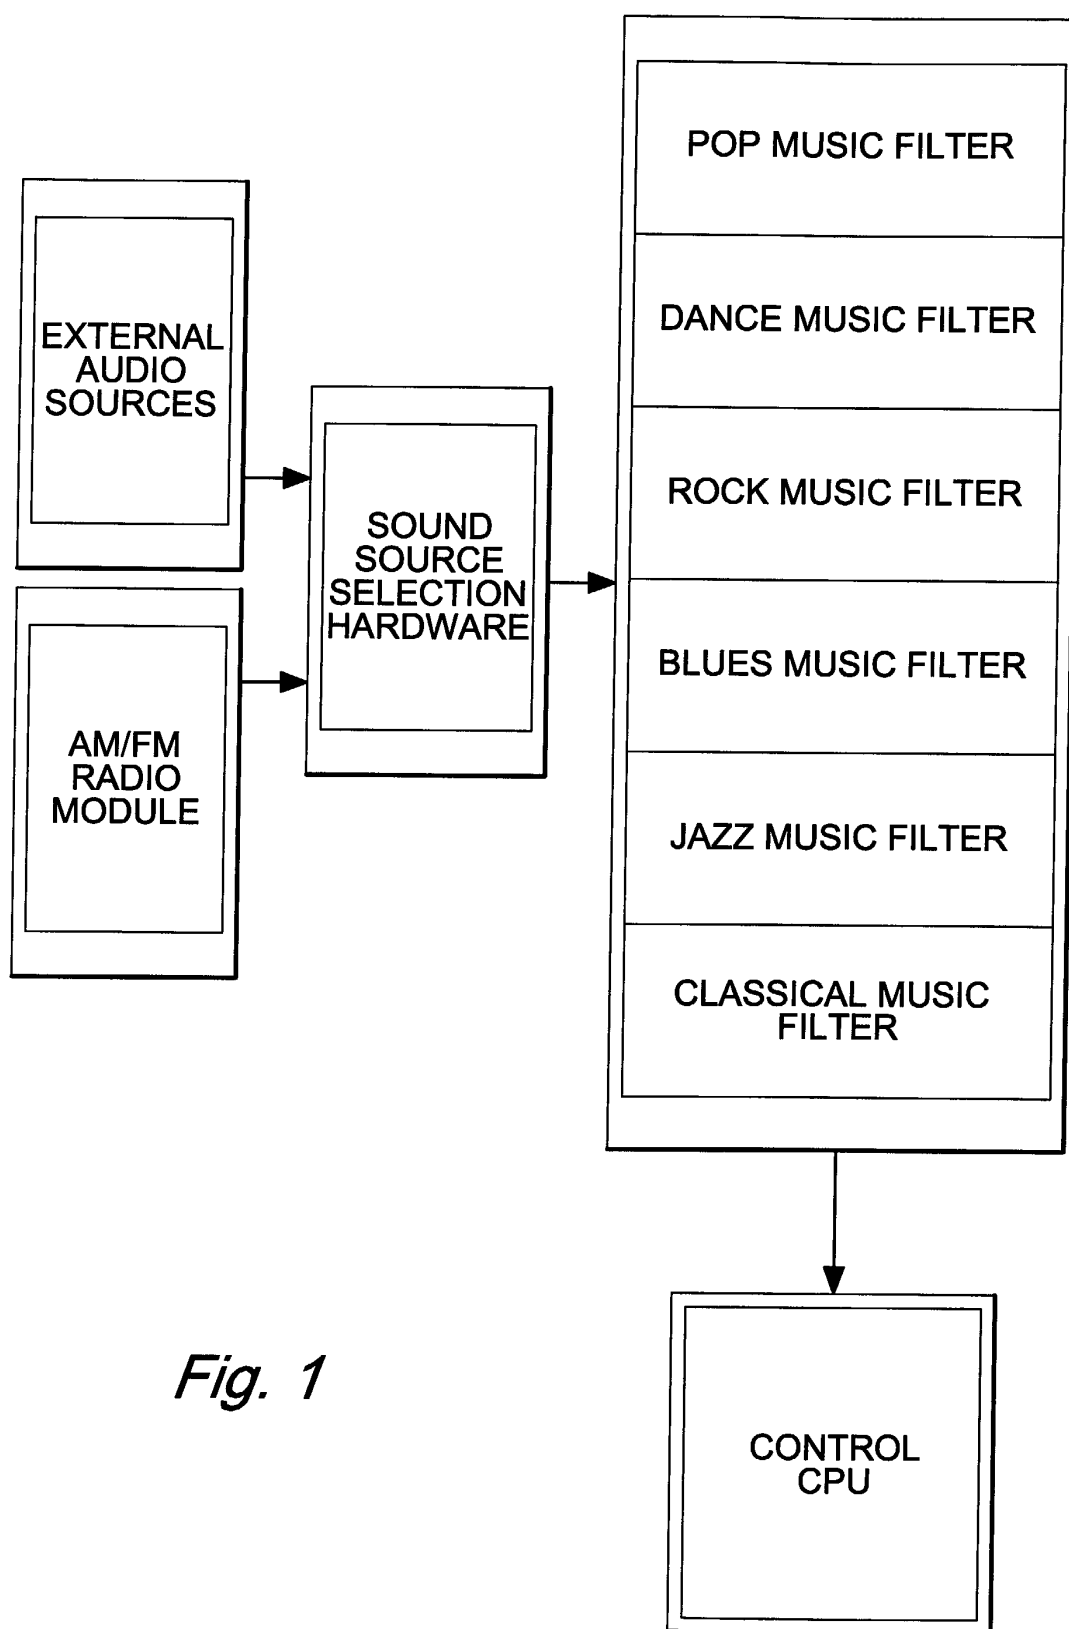 POP MUSIC FILTER
DANCE MUSIC FILTER
ROCK MUSIC FILTER
BLUES MUSIC FILTER
JAZZ MUSIC FILTER
CLASSICAL MUSIC
FILTER
EXTERNAL
AUDIO
SOURCES
AM/FM
RADIO
MODULE
SOUND
SOURCE
SELECTION
HARDWARE
CONTROL
CPU
Fig. 1